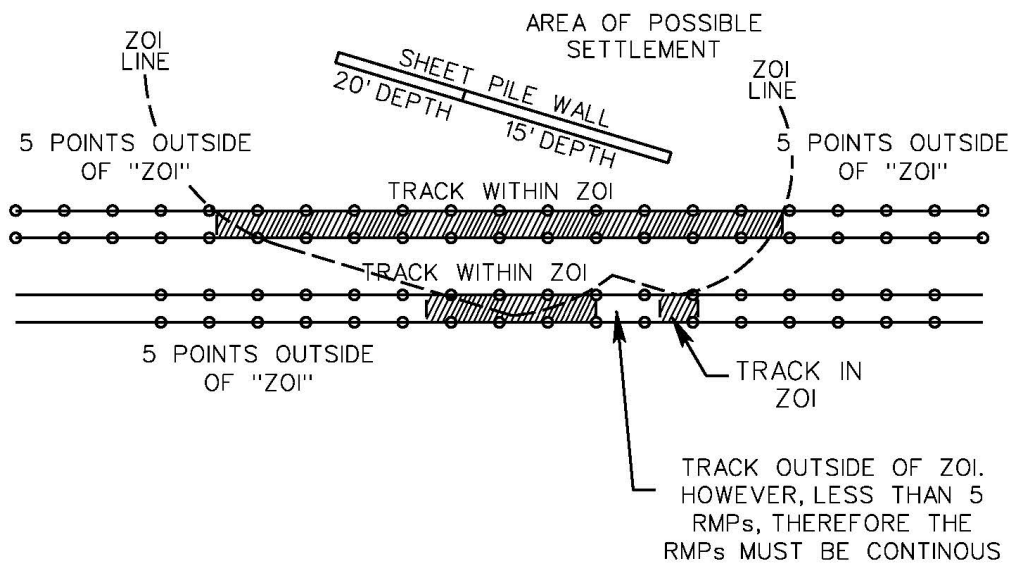 AREA OF POSSIBLE
SETTLEMENT
ZOI
LINE
SHEET PILE WALL
20' DEPTH
15' DEPTH
ZOI
LINE
5 POINTS OUTSIDE
OF "ZOI"
5 POINTS OUTSIDE
OF "ZOI"
TRACK WITHIN ZOI
TRACK WITHIN ZOI
5 POINTS OUTSIDE
OF "ZOI"
TRACK IN
ZOI
TRACK OUTSIDE OF ZOI.
HOWEVER, LESS THAN 5
RMPs, THEREFORE THE
RMPs MUST BE CONTINOUS